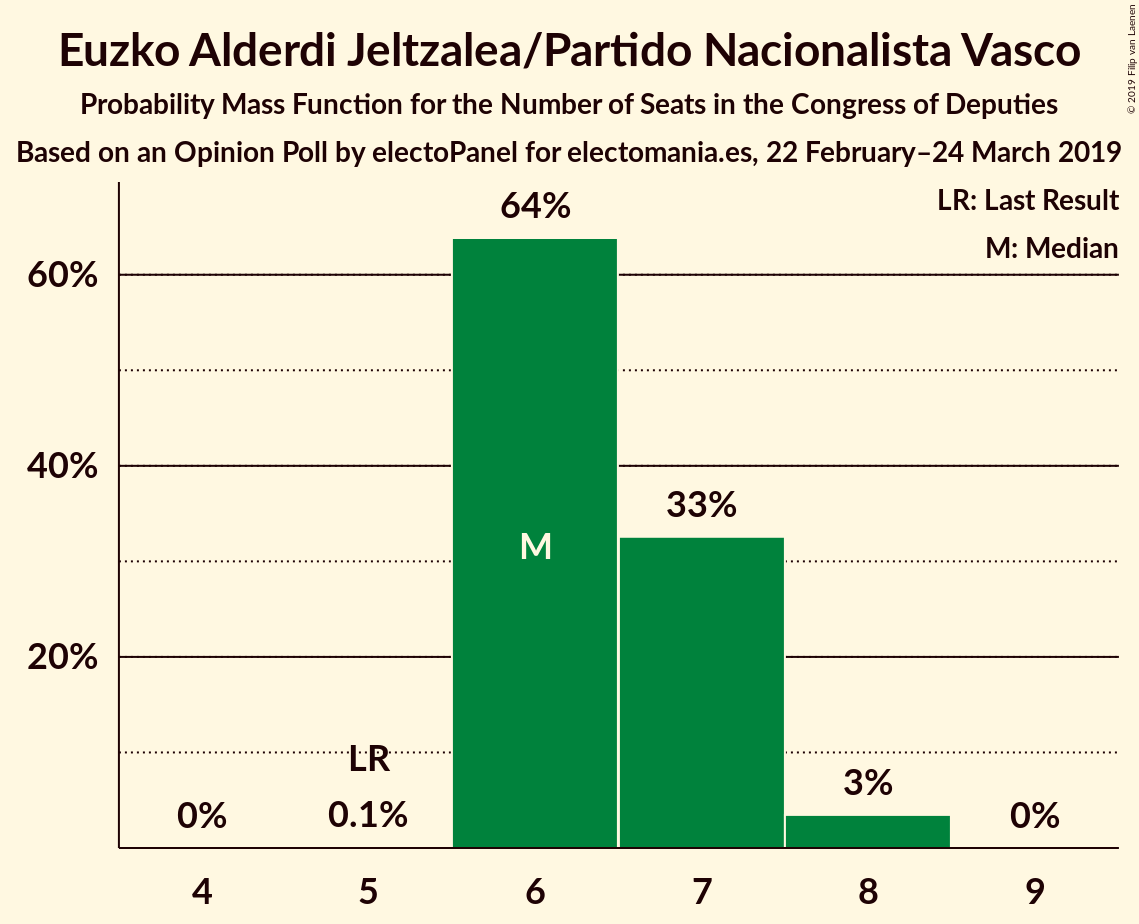 Euzko Alderdi Jeltzalea/Partido Nacionalista Vasco
Probability Mass Function for the Number of Seats in the Congress of Deputies
Based on an Opinion Poll by electoPanel for electomania.es, 22 February–24 March 2019
© 2019 Filip van Laenen
LR: Last Result
M: Median
60%
40%
20%
0%
LR
0.1%
64%
M
33%
3%
0%
4
5
6
7
8
9